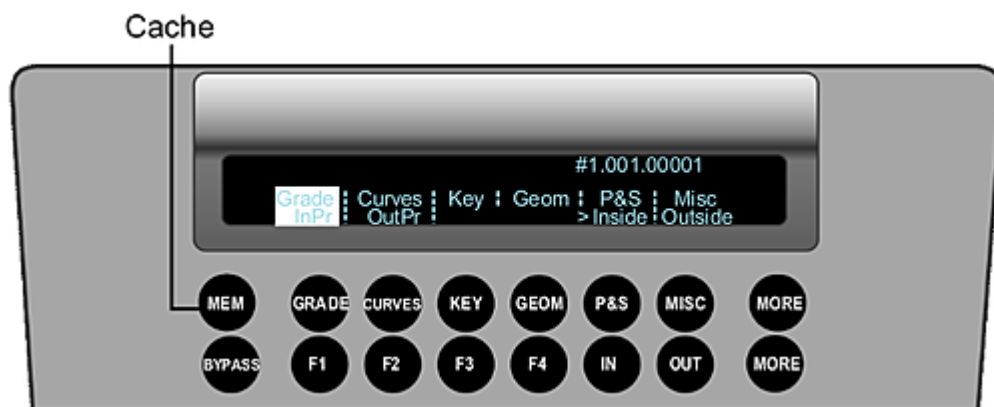 Cache
#1.001.00001
Grade Curves Key Geom P&S Misc
InPr OutPr >Inside Outside
MEM GRADE CURVES KEY GEOM P&S MISC MORE
BYPASS F1 F2 F3 F4 IN OUT MORE